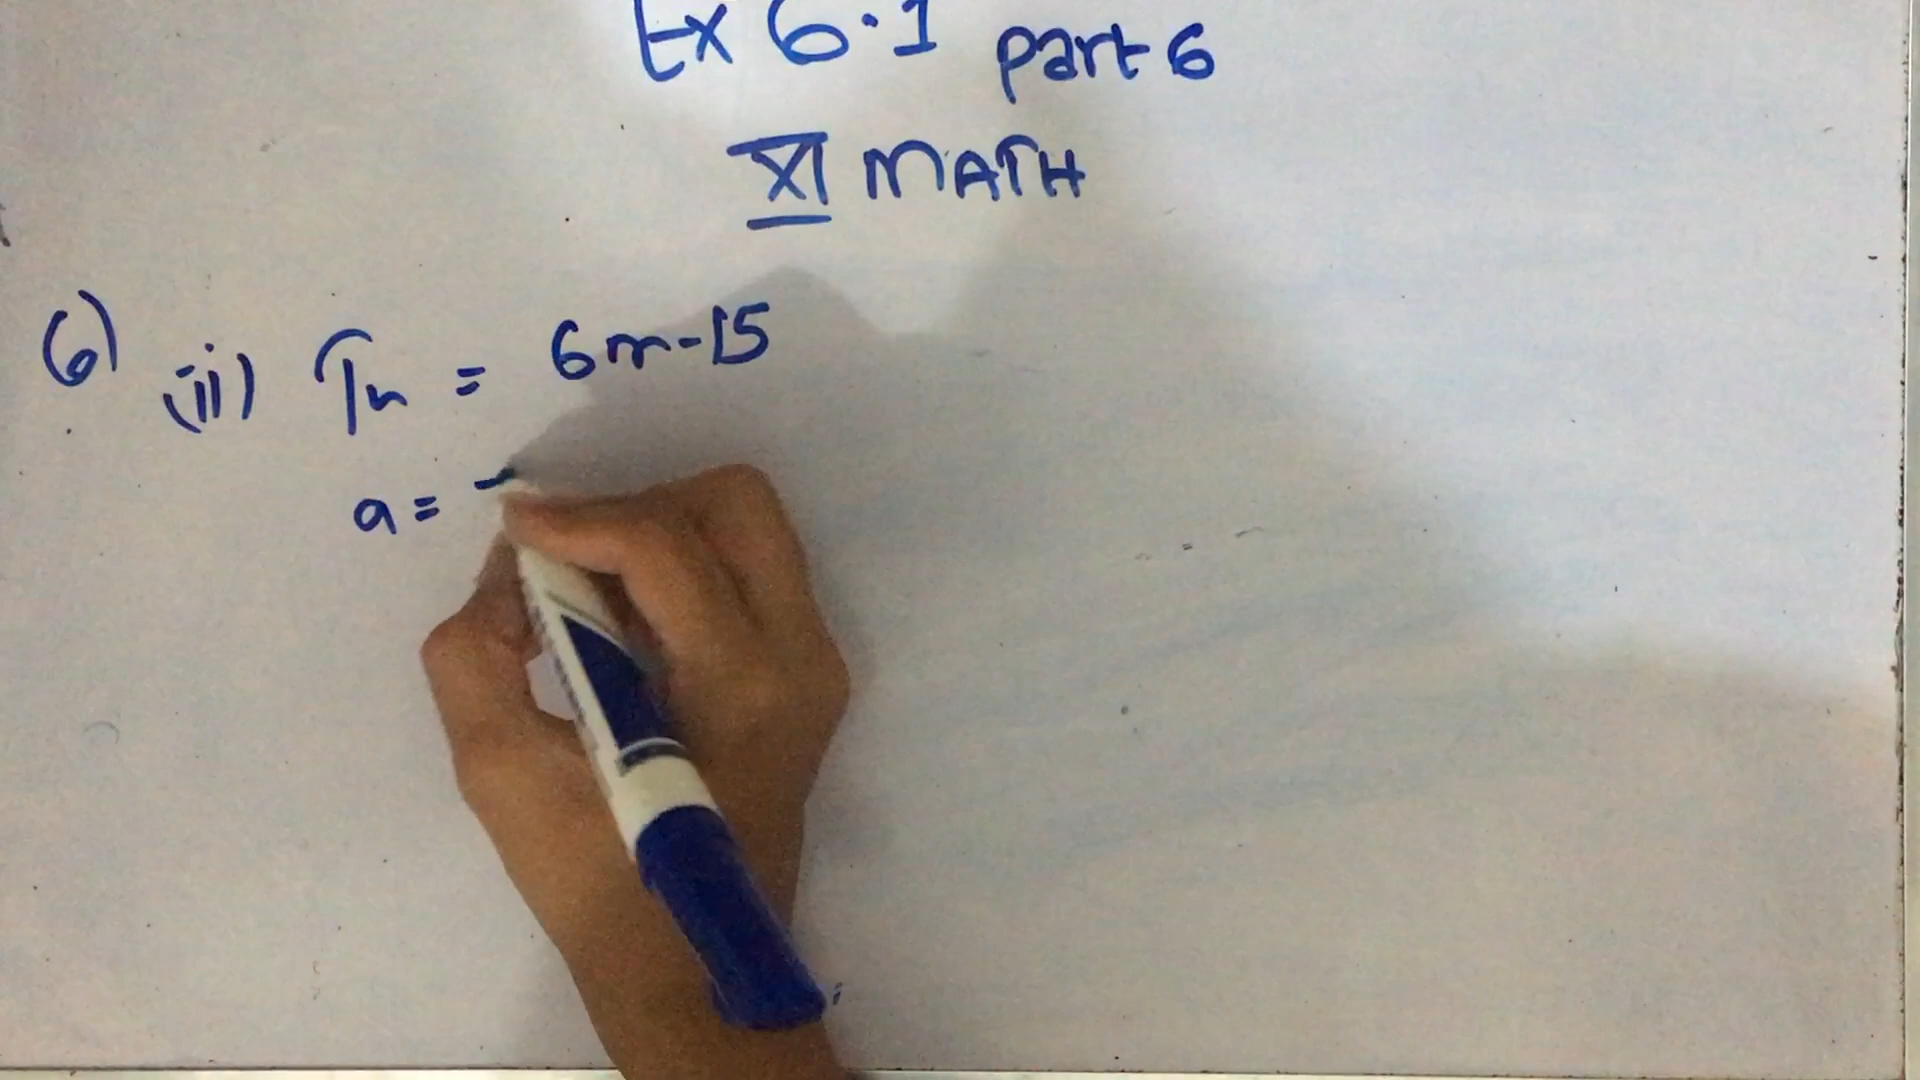 Ex 6.1 part 6
XI MATH
6) (ii) Tn = 6n-15
a =